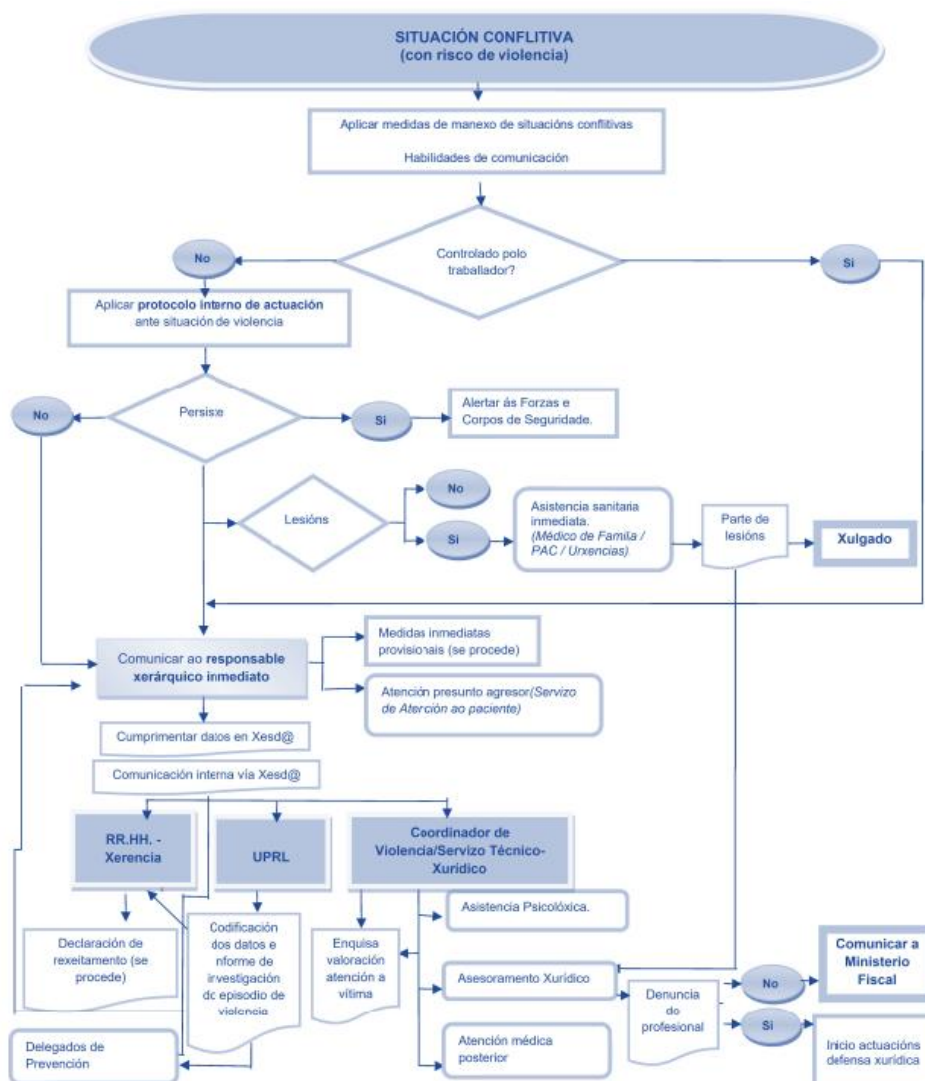 SITUACIÓN CONFLITIVA
(con risco de violencia)
Aplicar medidas de manexo de situacións conflitivas
Habilidades de comunicación
Controlado polo
traballador?
No
Si
Aplicar protocolo interno de actuación
ante situación de violencia
Persiste
No
Si
Alertar ás Forzas e
Corpos de Seguridade.
Lesións
No
Si
Asistencia sanitaria
inmediata.
(Médico de Familia /
PAC / Urxencias)
Parte de
lesións
Xulgado
Comunicar ao responsable
xerárquico inmediato
Medidas inmediatas
provisionais (se procede)
Atención presunto agresor(Servizo
de Atención ao paciente)
Cumprimentar datos en Xesd@
Comunicación interna vía Xesd@
RR.HH. -
Xerencia
UPRL
Coordinador de
Violencia/Servizo Técnico-
Xurídico
Declaración de
rexeitamento (se
procede)
Codificación
dos datos e
informe de
investigación
do episodio de
violencia
Enquisa
valoración
atención a
vítima
Asistencia Psicolóxica.
Asesoramento Xurídico
Atención médica
posterior
Denuncia
do
profesional
No
Si
Comunicar a
Ministerio
Fiscal
Inicio actuacións
defensa xurídica
Delegados de
Prevención